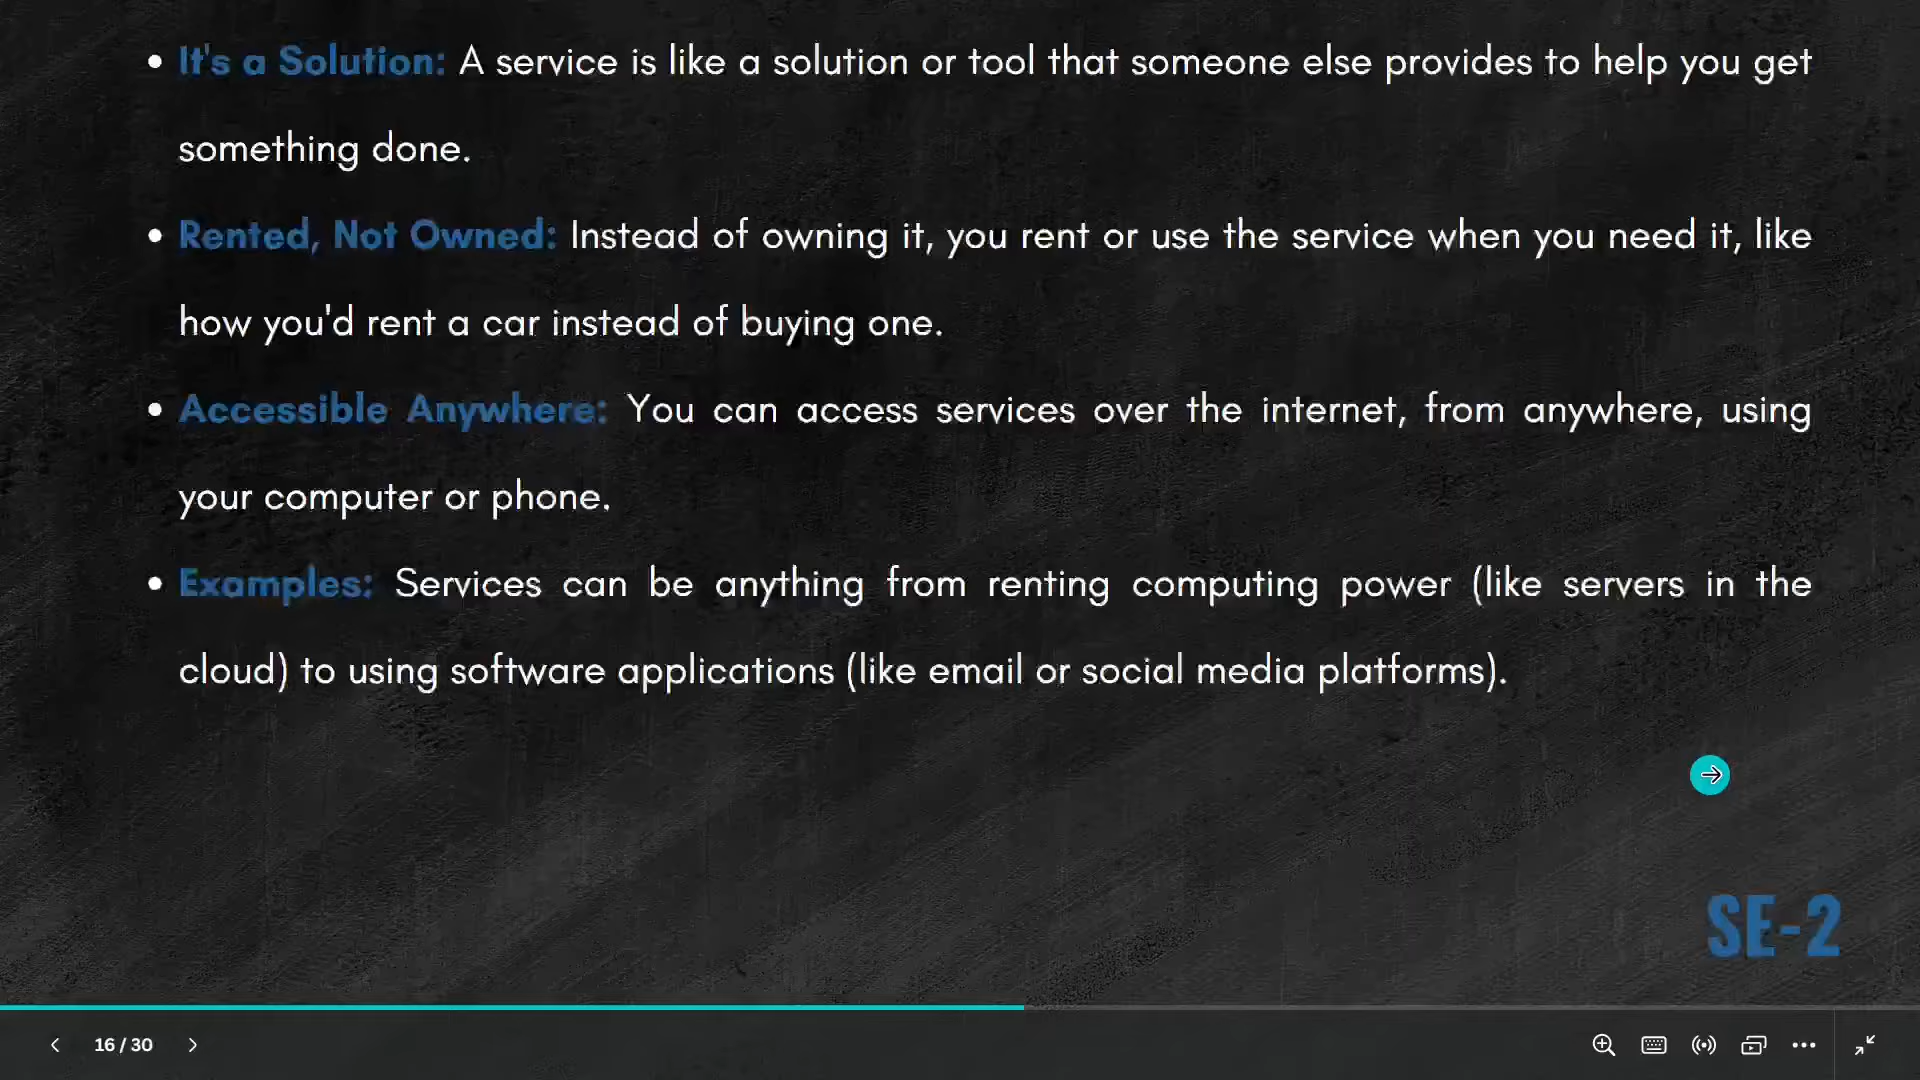 • It's a Solution: A service is like a solution or tool that someone else provides to help you get
something done.
• Rented, Not Owned: Instead of owning it, you rent or use the service when you need it, like
how you'd rent a car instead of buying one.
• Accessible Anywhere: You can access services over the internet, from anywhere, using
your computer or phone.
• Examples: Services can be anything from renting computing power (like servers in the
cloud) to using software applications (like email or social media platforms).
SE-2
16 / 30